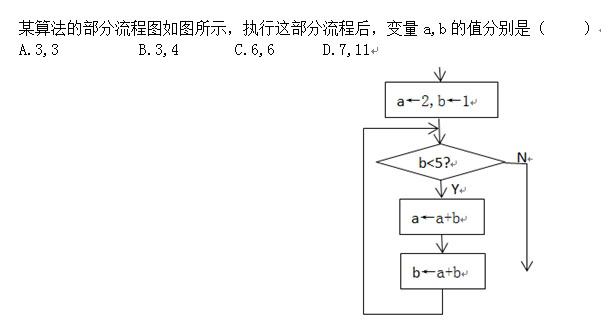 某算法的部分流程图如图所示，执行这部分流程后，变量a,b的值分别是（　　）
A.3,3 B.3,4 C.6,6 D.7,11
a←2,b←1
b<5?
N
Y
a←a+b
b←a+b